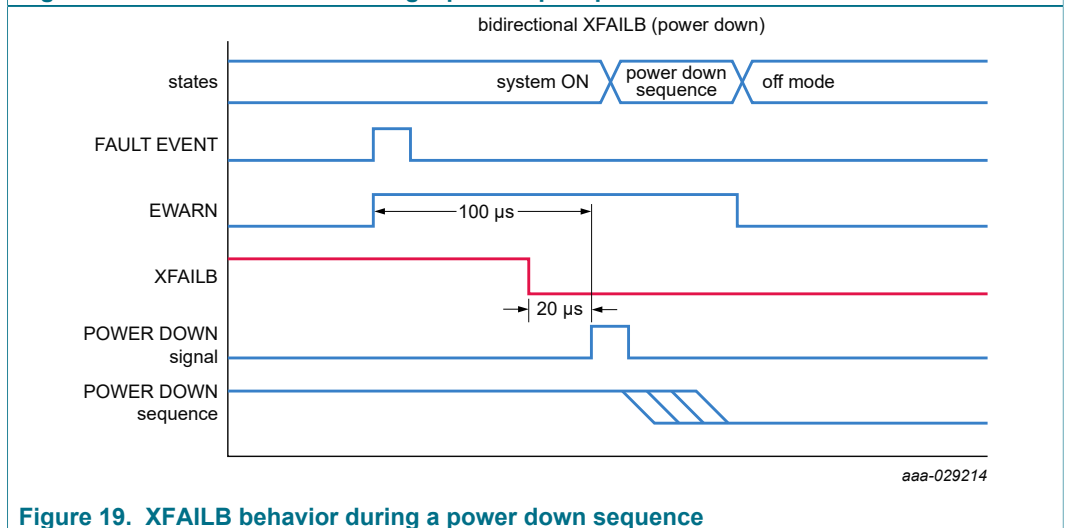 bidirectional XFAILB (power down)
states
system ON
power down
sequence
off mode
FAULT EVENT
EWARN
100 µs
XFAILB
20 µs
POWER DOWN
signal
POWER DOWN
sequence
aaa-029214
Figure 19. XFAILB behavior during a power down sequence